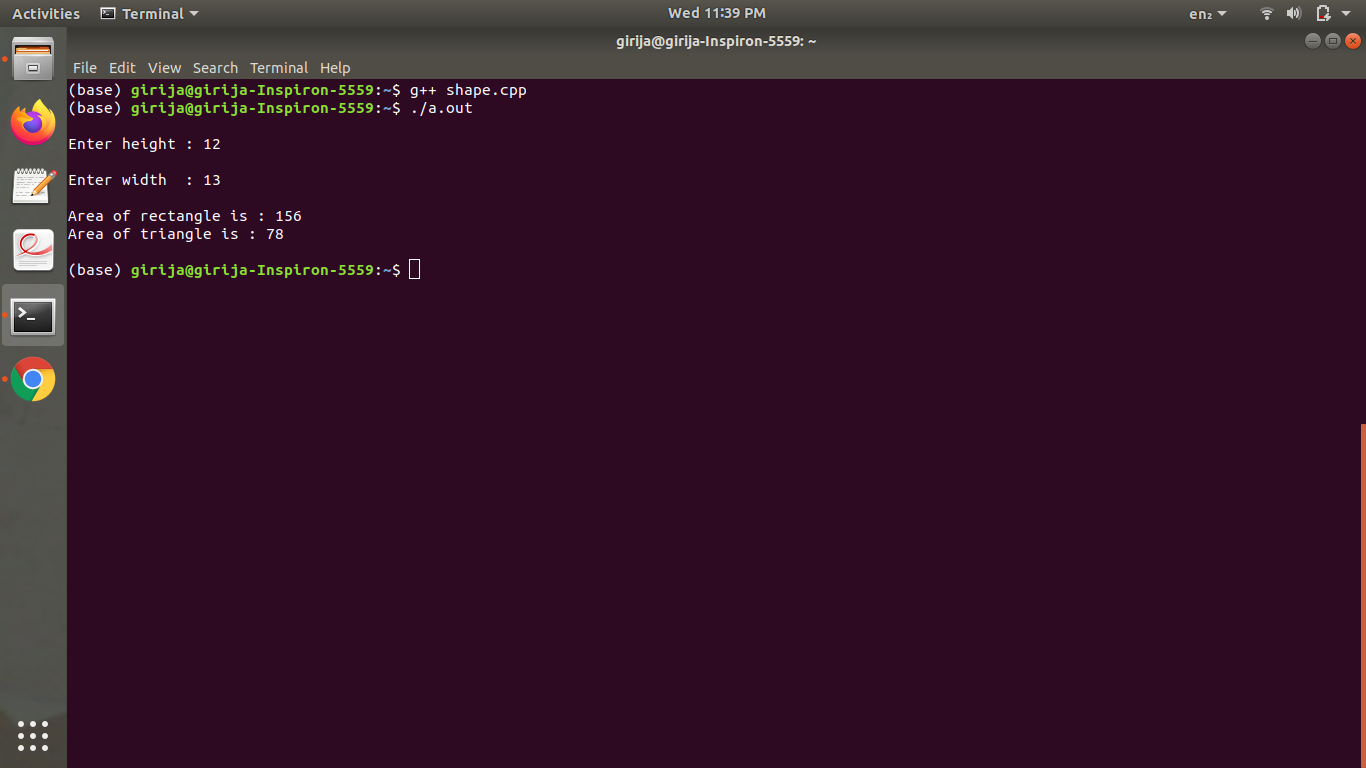 Activities Terminal Wed 11:39 PM en₂
girija@girija-Inspiron-5559: ~
File Edit View Search Terminal Help
(base) girija@girija-Inspiron-5559:~$ g++ shape.cpp
(base) girija@girija-Inspiron-5559:~$ ./a.out
Enter height : 12
Enter width  : 13
Area of rectangle is : 156
Area of triangle is : 78
(base) girija@girija-Inspiron-5559:~$